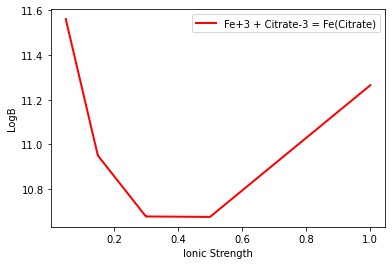 11.6
Fe+3 + Citrate-3 = Fe(Citrate)
11.4
11.2
LogB
11.0
10.8
0.2 0.4 0.6 0.8 1.0
Ionic Strength